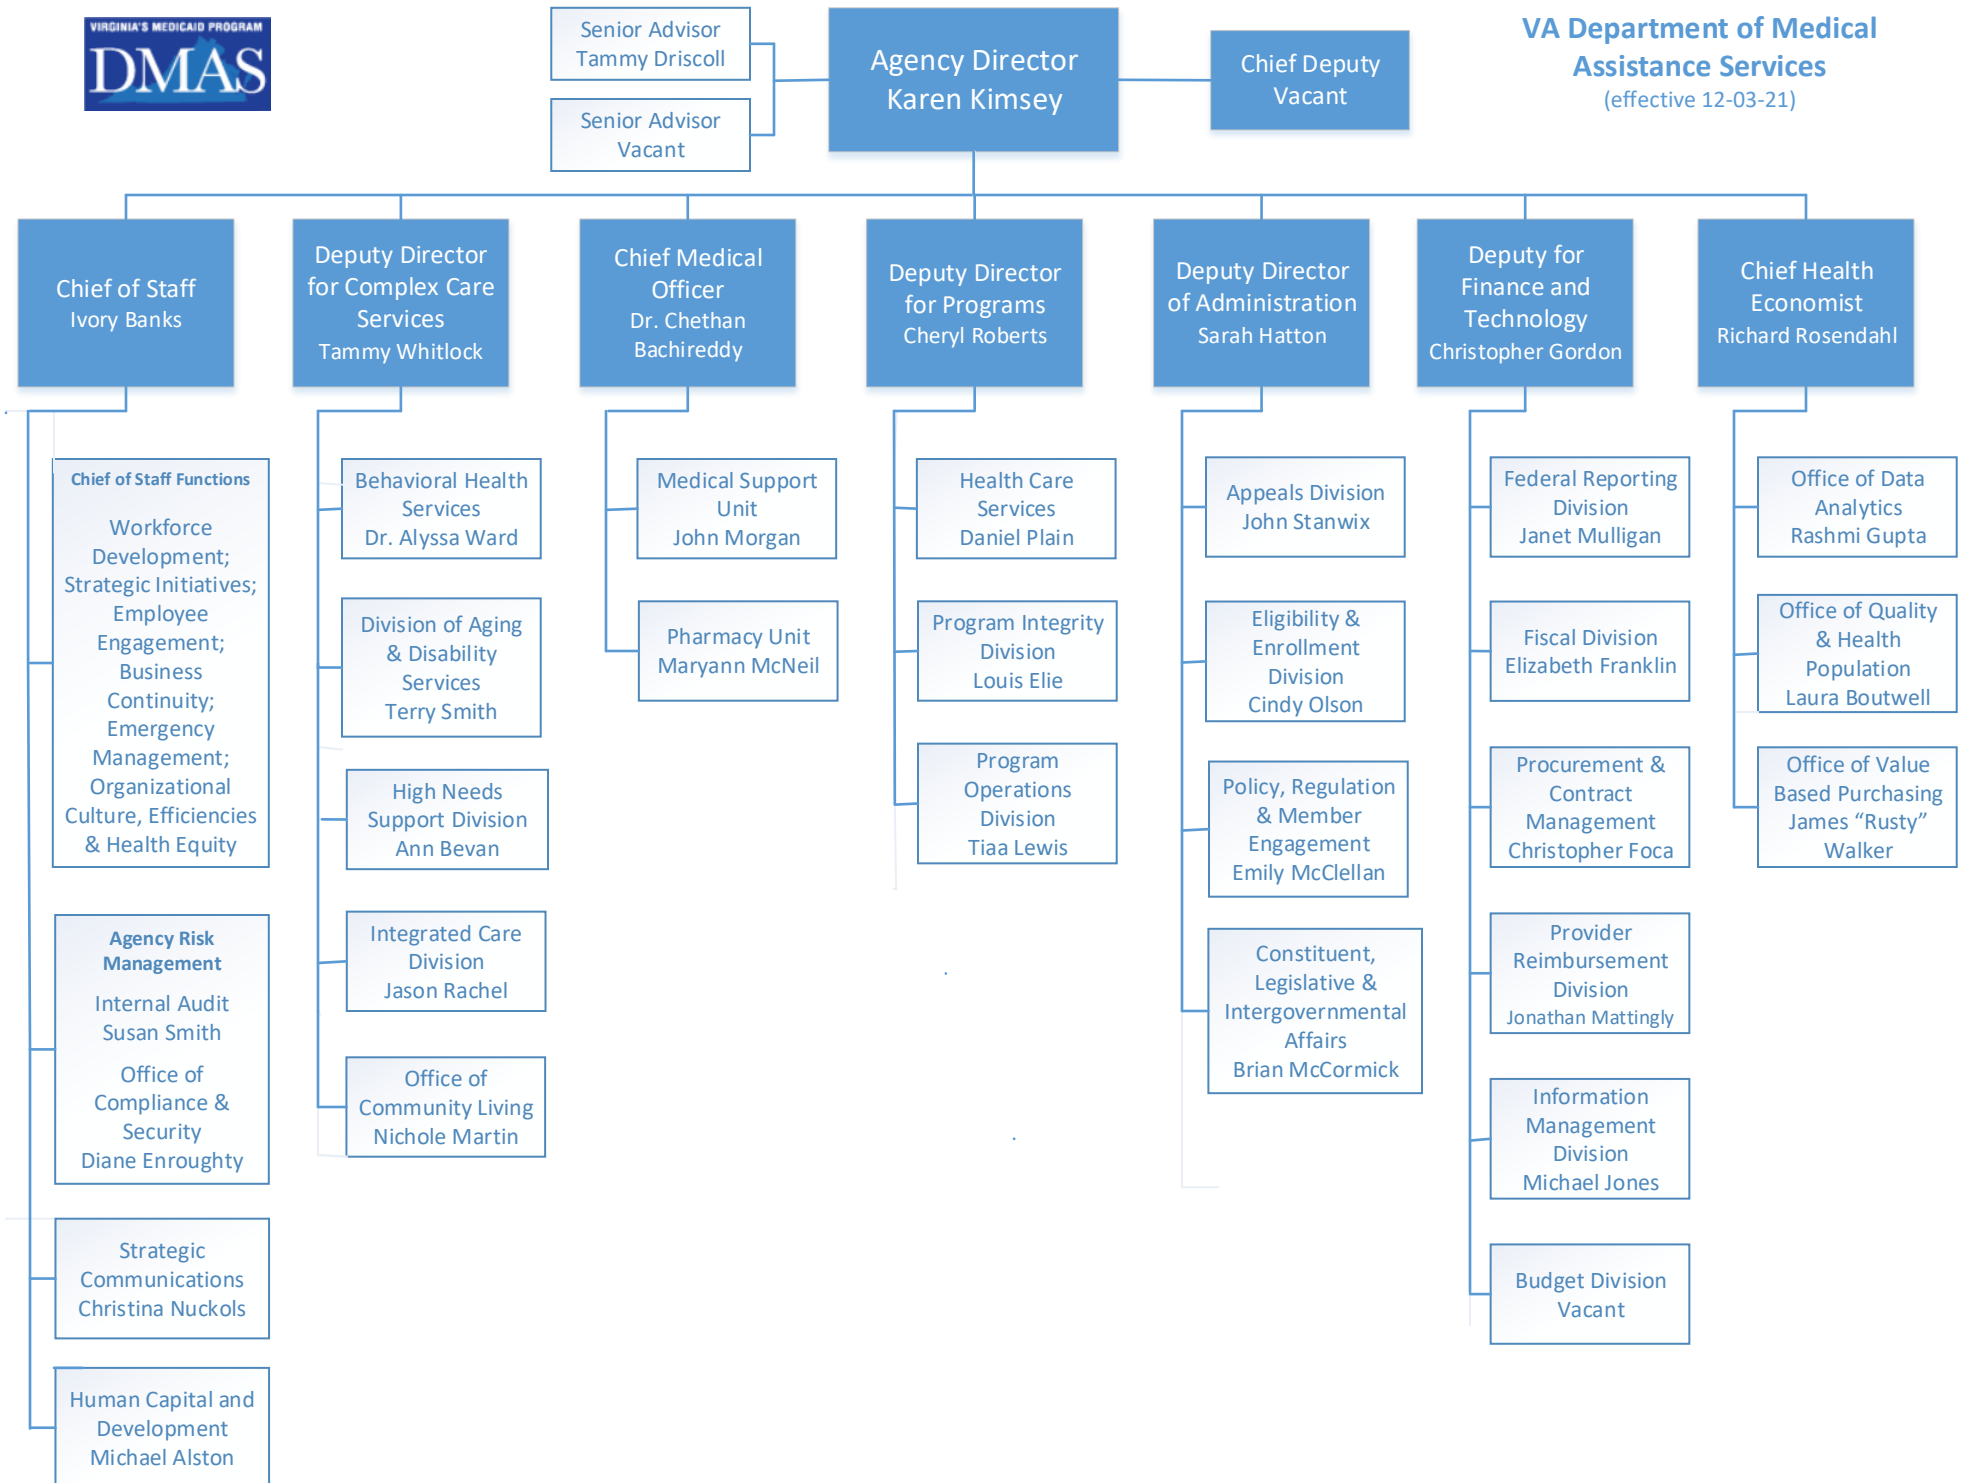 VIRGINIA'S MEDICAID PROGRAM
DMAS
Senior Advisor
Tammy Driscoll
Senior Advisor
Vacant
Agency Director
Karen Kimsey
Chief Deputy
Vacant
VA Department of Medical
Assistance Services
(effective 12-03-21)
Chief of Staff
Ivory Banks
Deputy Director
for Complex Care
Services
Tammy Whitlock
Chief Medical
Officer
Dr. Chethan
Bachireddy
Deputy Director
for Programs
Cheryl Roberts
Deputy Director
of Administration
Sarah Hatton
Deputy for
Finance and
Technology
Christopher Gordon
Chief Health
Economist
Richard Rosendahl
Chief of Staff Functions
Workforce
Development;
Strategic Initiatives;
Employee
Engagement;
Business
Continuity;
Emergency
Management;
Organizational
Culture, Efficiencies
& Health Equity
Agency Risk
Management
Internal Audit
Susan Smith
Office of
Compliance &
Security
Diane Enroughty
Strategic
Communications
Christina Nuckols
Human Capital and
Development
Michael Alston
Behavioral Health
Services
Dr. Alyssa Ward
Division of Aging
& Disability
Services
Terry Smith
High Needs
Support Division
Ann Bevan
Integrated Care
Division
Jason Rachel
Office of
Community Living
Nichole Martin
Medical Support
Unit
John Morgan
Pharmacy Unit
Maryann McNeil
Health Care
Services
Daniel Plain
Program Integrity
Division
Louis Elie
Program
Operations
Division
Tiaa Lewis
Appeals Division
John Stanwix
Eligibility &
Enrollment
Division
Cindy Olson
Policy, Regulation
& Member
Engagement
Emily McClellan
Constituent,
Legislative &
Intergovernmental
Affairs
Brian McCormick
Federal Reporting
Division
Janet Mulligan
Fiscal Division
Elizabeth Franklin
Procurement &
Contract
Management
Christopher Foca
Provider
Reimbursement
Division
Jonathan Mattingly
Information
Management
Division
Michael Jones
Budget Division
Vacant
Office of Data
Analytics
Rashmi Gupta
Office of Quality
& Health
Population
Laura Boutwell
Office of Value
Based Purchasing
James “Rusty”
Walker